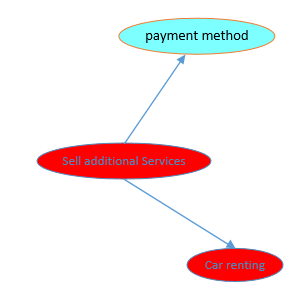 payment method
Sell additional Services
Car renting